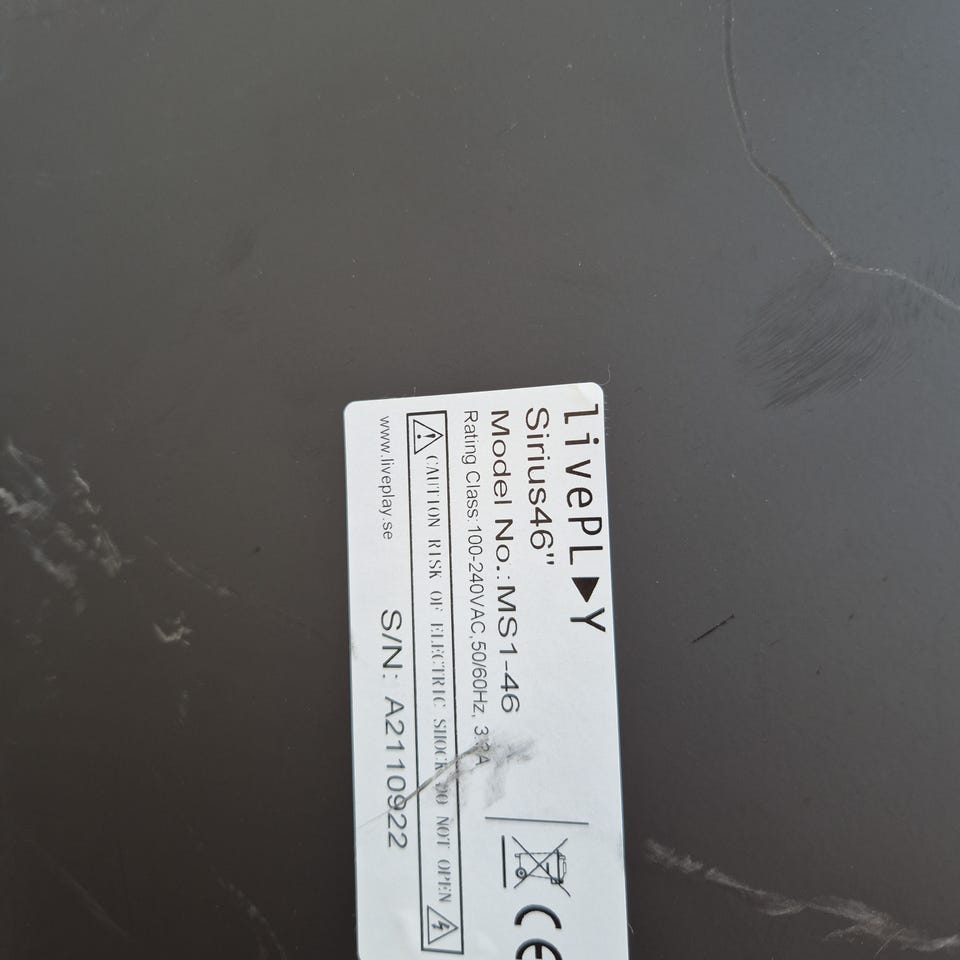 livePL▶Y
Sirius46"
Model No.: MS1-46
Rating Class: 100-240VAC,50/60Hz,
CAUTION RISK OF ELECTRIC SHOCK DO NOT OPEN
www.liveplay.se
S/N: A2110922
CE